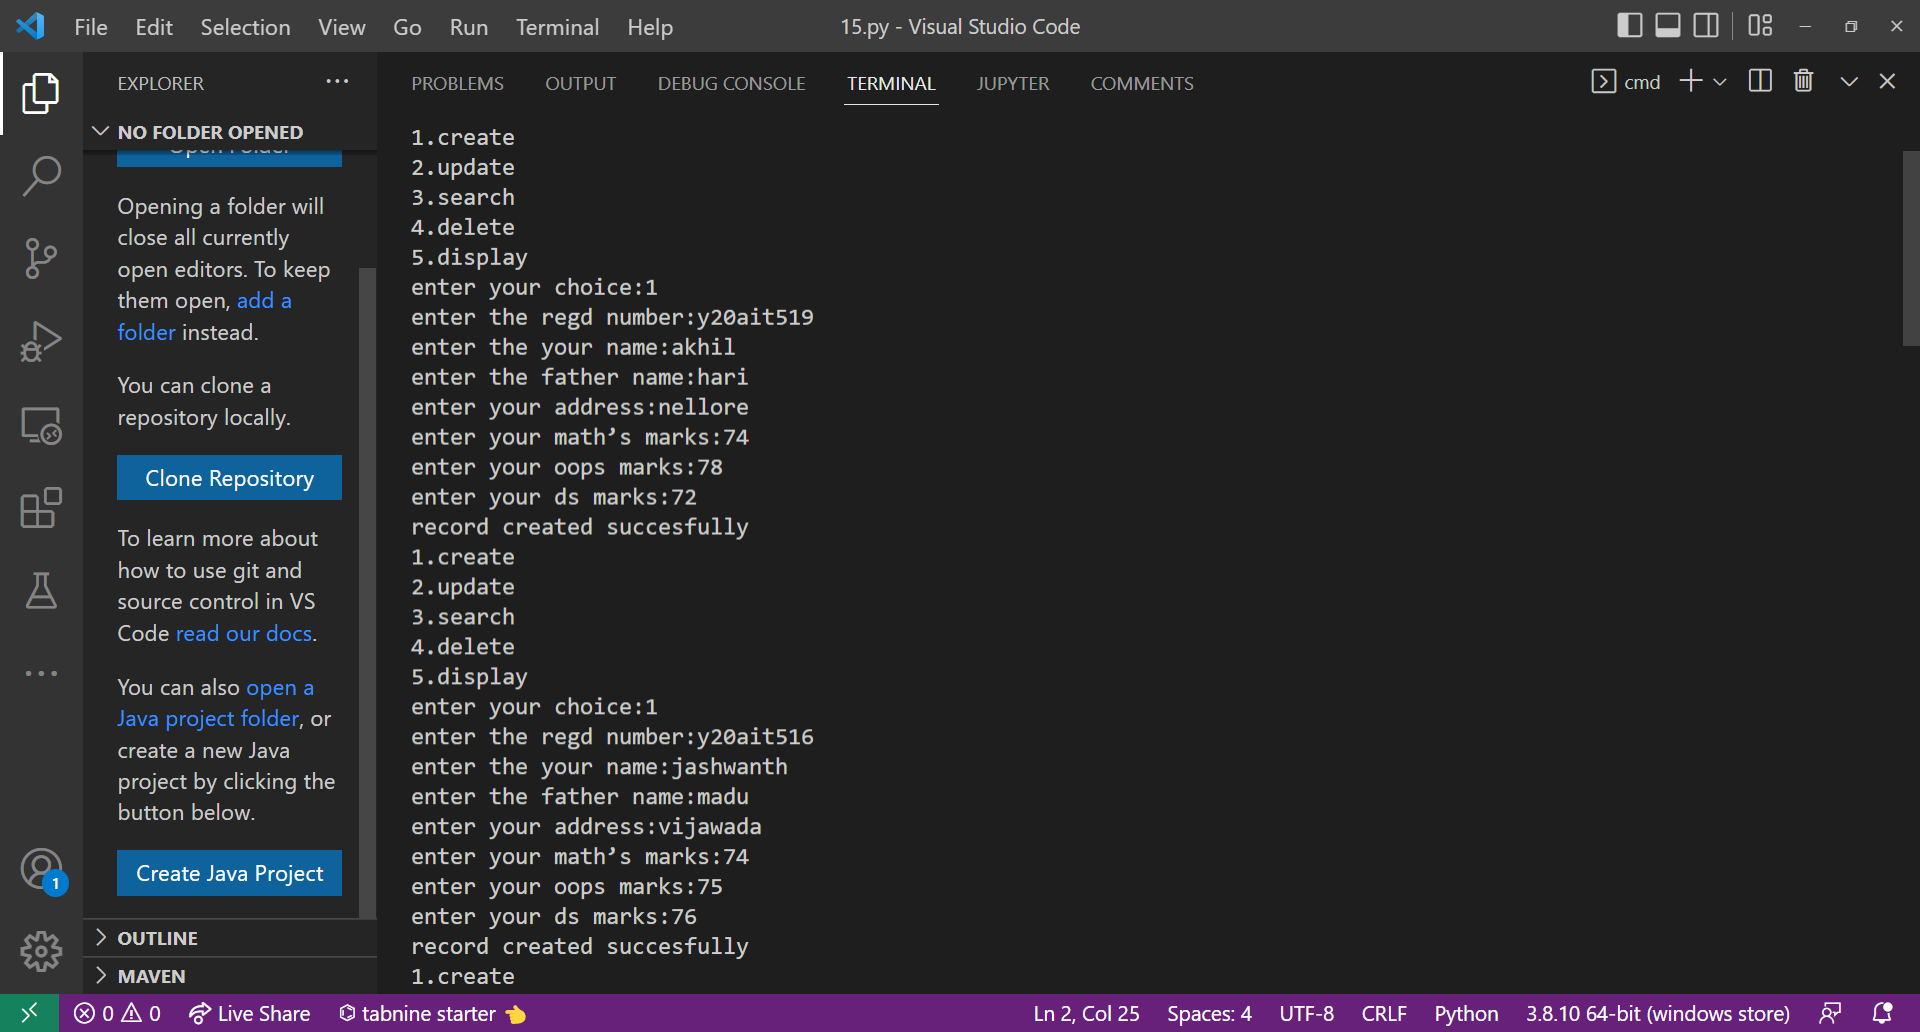 File Edit Selection View Go Run Terminal Help 15.py - Visual Studio Code
EXPLORER
NO FOLDER OPENED
Open Folder
Opening a folder will
close all currently
open editors. To keep
them open, add a
folder instead.
You can clone a
repository locally.
Clone Repository
To learn more about
how to use git and
source control in VS
Code read our docs.
You can also open a
Java project folder, or
create a new Java
project by clicking the
button below.
Create Java Project
OUTLINE
MAVEN
1
PROBLEMS OUTPUT DEBUG CONSOLE TERMINAL JUPYTER COMMENTS cmd
1.create
2.update
3.search
4.delete
5.display
enter your choice:1
enter the regd number:y20ait519
enter the your name:akhil
enter the father name:hari
enter your address:nellore
enter your math’s marks:74
enter your oops marks:78
enter your ds marks:72
record created succesfully
1.create
2.update
3.search
4.delete
5.display
enter your choice:1
enter the regd number:y20ait516
enter the your name:jashwanth
enter the father name:madu
enter your address:vijawada
enter your math’s marks:74
enter your oops marks:75
enter your ds marks:76
record created succesfully
1.create
0 0 Live Share tabnine starter 👈 Ln 2, Col 25 Spaces: 4 UTF-8 CRLF Python 3.8.10 64-bit (windows store)